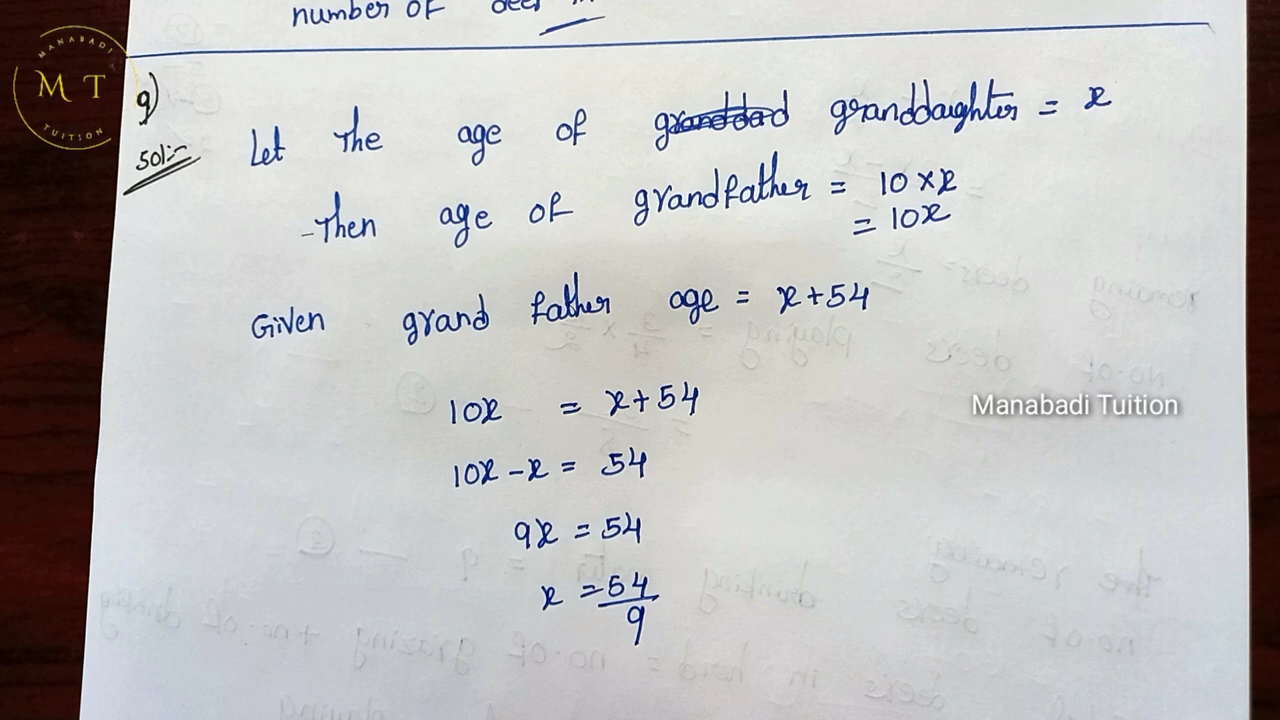 number of
MANABADI
M T
TUITION
9)
Sol:-
Let The age of granddaughter = x
Then age of grandfather = 10 × x
= 10x
Given grand father age = x + 54
10x = x + 54
10x - x = 54
9x = 54
x = 54
9
Manabadi Tuition